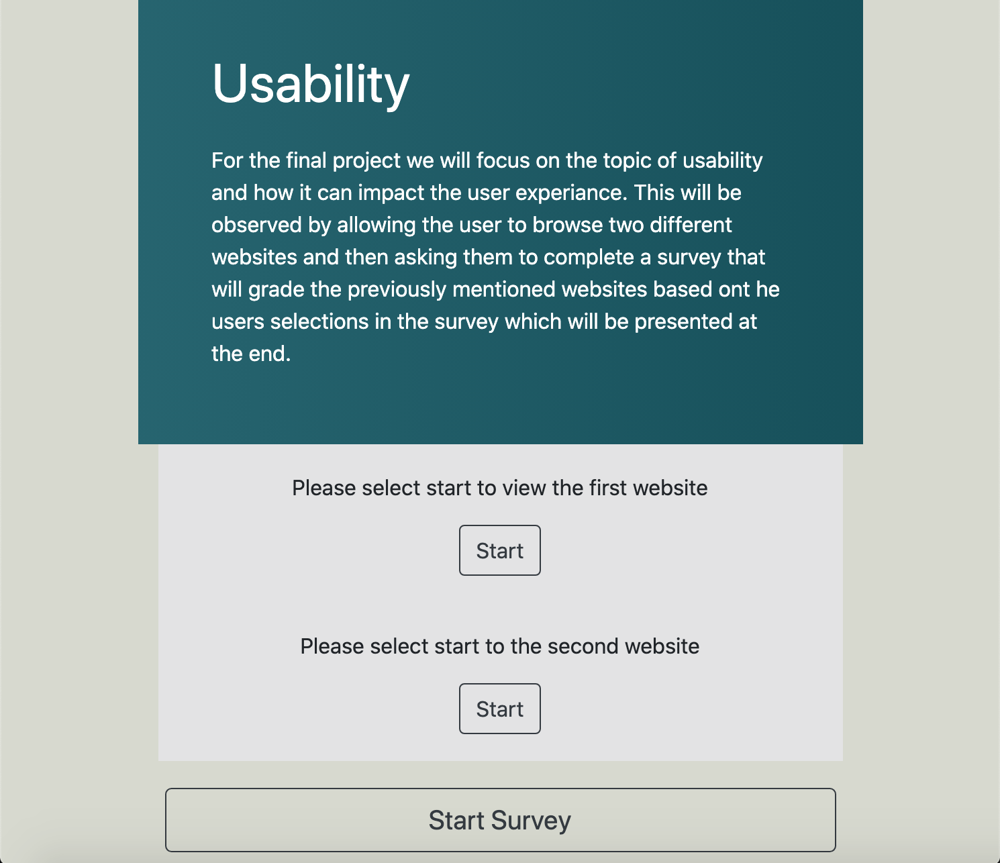 Usability
For the final project we will focus on the topic of usability
and how it can impact the user experiance. This will be
observed by allowing the user to browse two different
websites and then asking them to complete a survey that
will grade the previously mentioned websites based ont he
users selections in the survey which will be presented at
the end.
Please select start to view the first website
Start
Please select start to the second website
Start
Start Survey